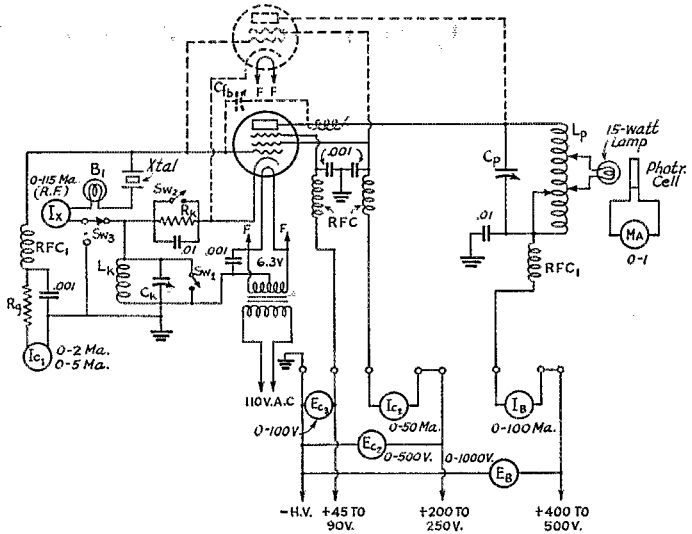 F F
Cfb
Xtal
0-115 Ma.
(R.F.)
B1
Ix
Sw2
Rk
.01
Sw3
RFC1
Lk
Ck
Sw1
.001
Rg
Ic1
0-2 Ma.
0-5 Ma.
.001
F
F
6.3V
110V. A.C
.001
RFC
Cp
Lp
15-watt
Lamp
Photr.
Cell
MA
0-1
.01
RFC1
Ec3
0-100V
Ic2
0-50 Ma.
IB
0-100 Ma.
Ec2
0-500V.
0-1000V.
EB
-H.V.
+45 TO
90V.
+200 TO
250V.
+400 TO
500V.